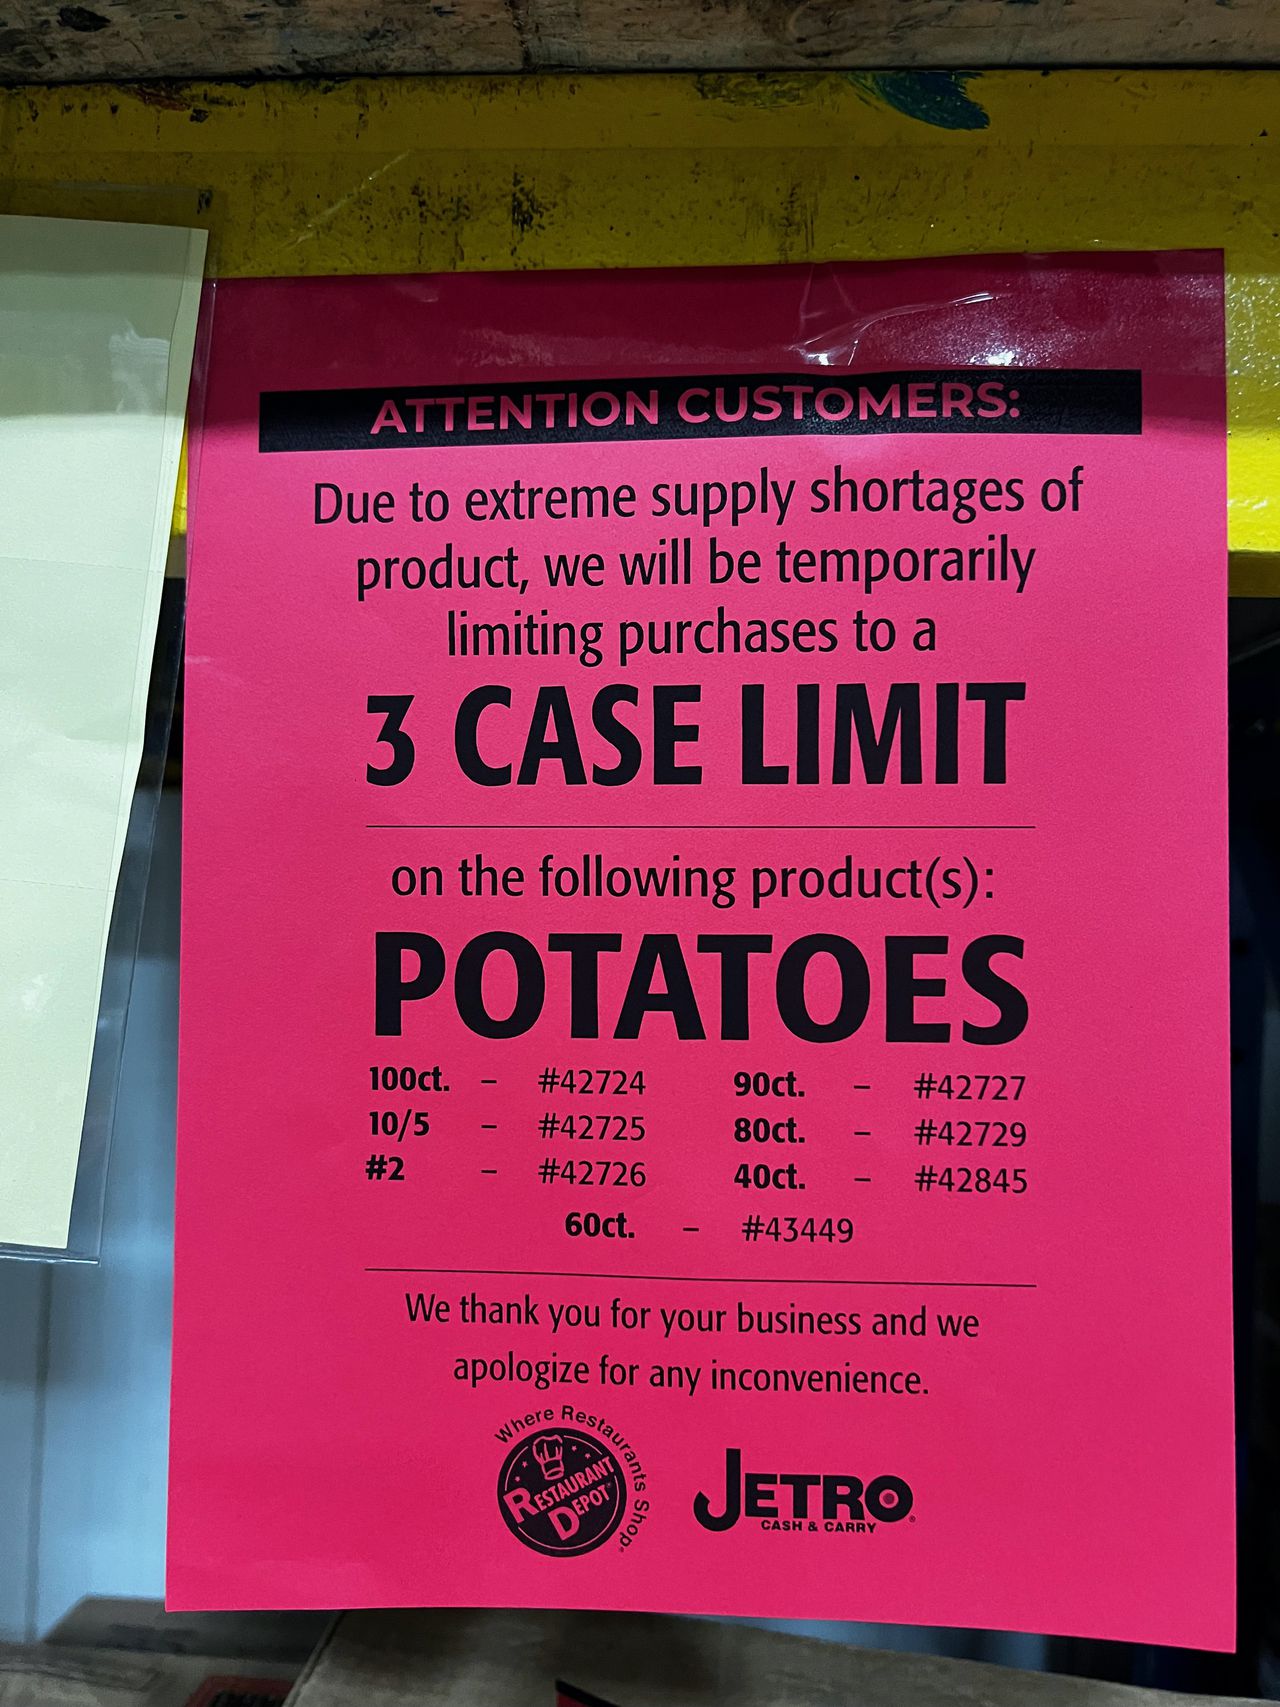 ATTENTION CUSTOMERS:
Due to extreme supply shortages of
product, we will be temporarily
limiting purchases to a
3 CASE LIMIT
on the following product(s):
POTATOES
100ct. – #42724 90ct. – #42727
10/5 – #42725 80ct. – #42729
#2 – #42726 40ct. – #42845
60ct. – #43449
We thank you for your business and we
apologize for any inconvenience.
Where Restaurants Shop®
RESTAURANT
DEPOT®
JETRO®
CASH & CARRY